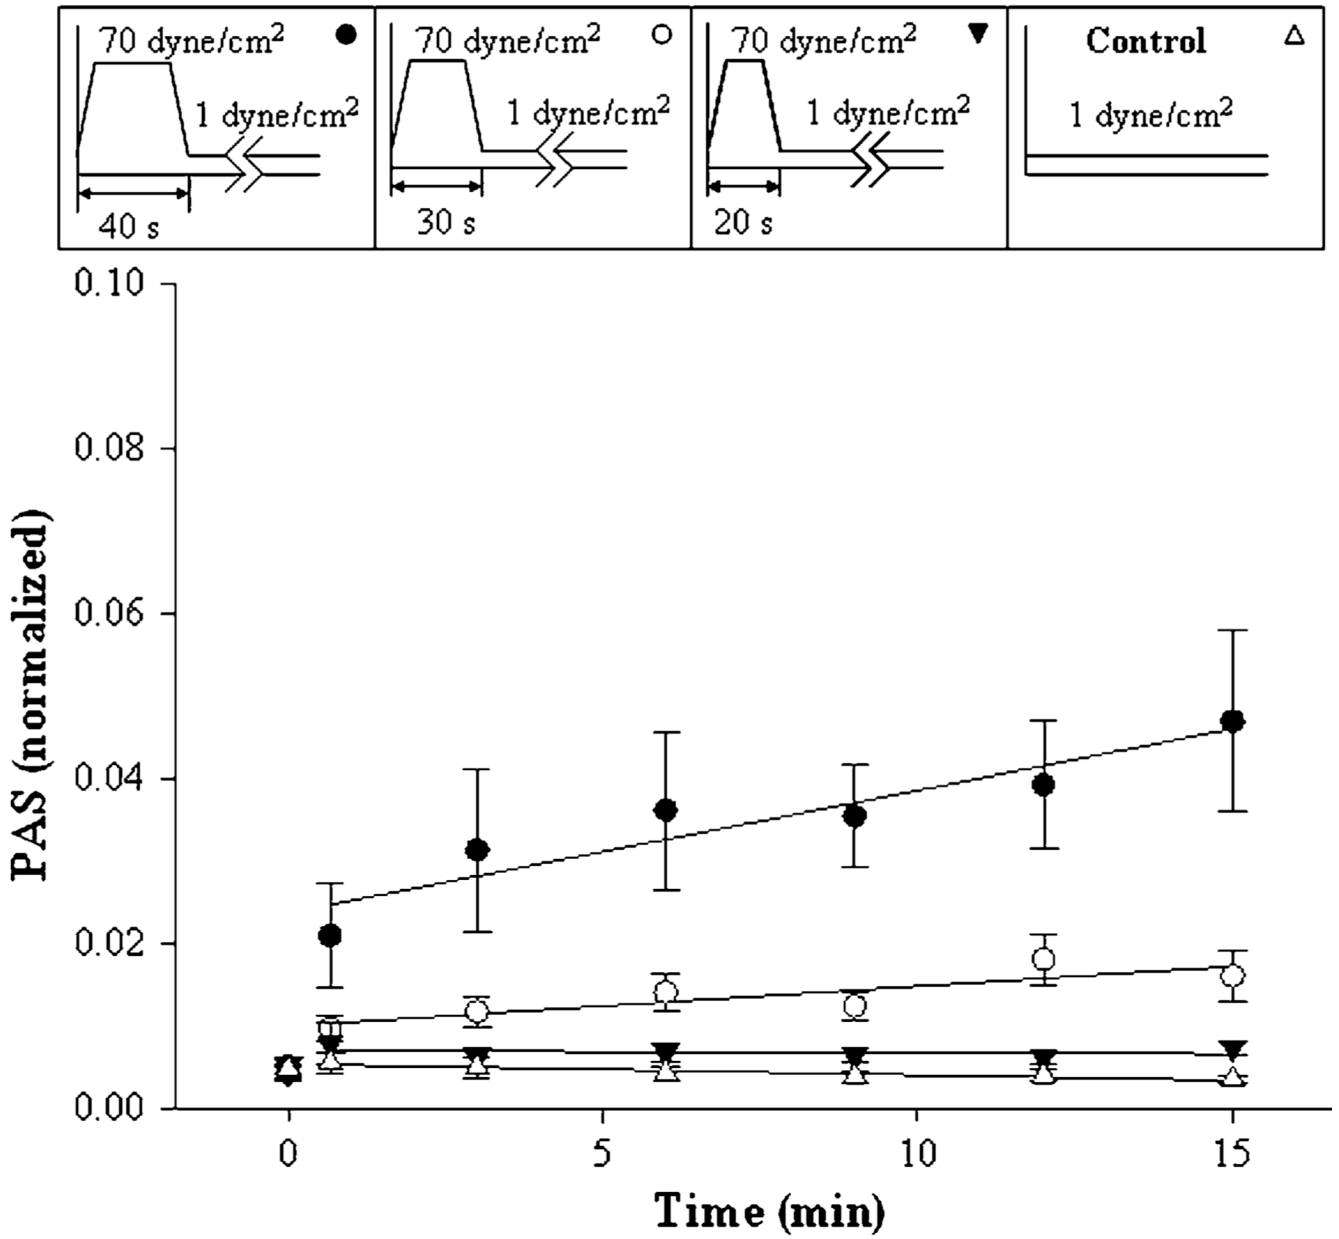 70 dyne/cm²
1 dyne/cm²
40 s
70 dyne/cm²
1 dyne/cm²
30 s
70 dyne/cm²
1 dyne/cm²
20 s
Control
1 dyne/cm²
0.10
0.08
0.06
0.04
0.02
0.00
PAS (normalized)
0 5 10 15
Time (min)